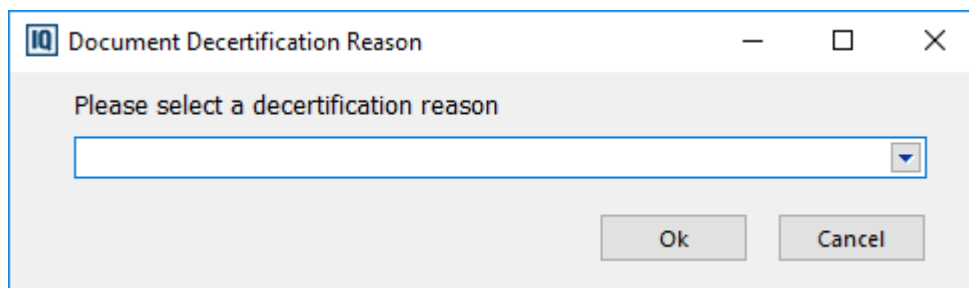 IQ Document Decertification Reason
Please select a decertification reason
Ok Cancel